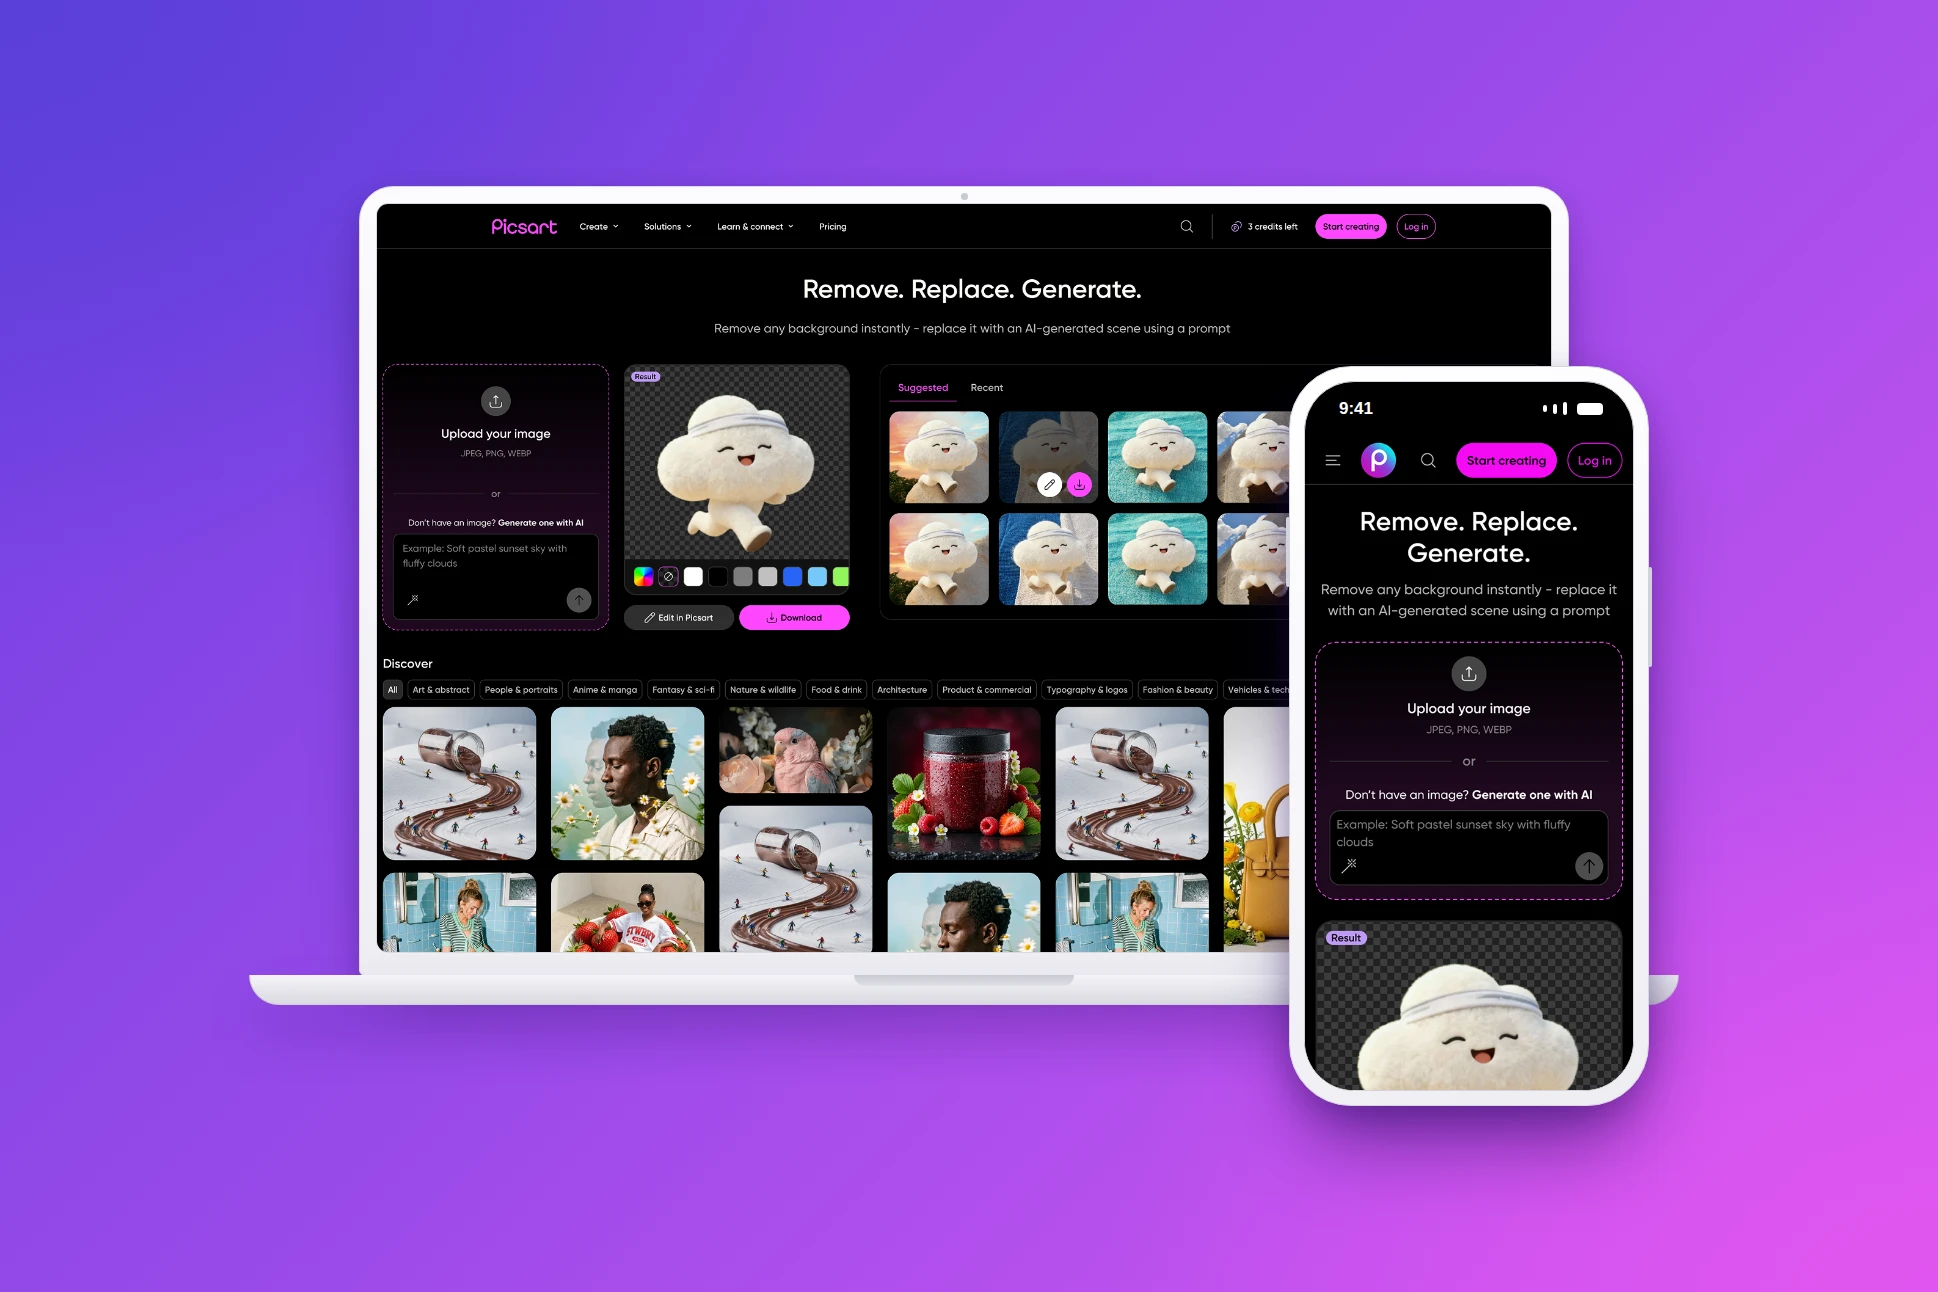 Picsart
Create
Solutions
Learn & connect
Pricing
3 credits left
Start creating
Log in
Remove. Replace. Generate.
Remove any background instantly - replace it with an AI-generated scene using a prompt
Upload your image
JPEG, PNG, WEBP
or
Don't have an image? Generate one with AI
Example: Soft pastel sunset sky with
fluffy clouds
Result
Edit in Picsart
Download
Suggested
Recent
Discover
All
Art & abstract
People & portraits
Anime & manga
Fantasy & sci-fi
Nature & wildlife
Food & drink
Architecture
Product & commercial
Typography & logos
Fashion & beauty
Vehicles & tech
STWBRY
9:41
P
Start creating
Log in
Remove. Replace.
Generate.
Remove any background instantly - replace it
with an AI-generated scene using a prompt
Upload your image
JPEG, PNG, WEBP
or
Don't have an image? Generate one with AI
Example: Soft pastel sunset sky with fluffy
clouds
Result